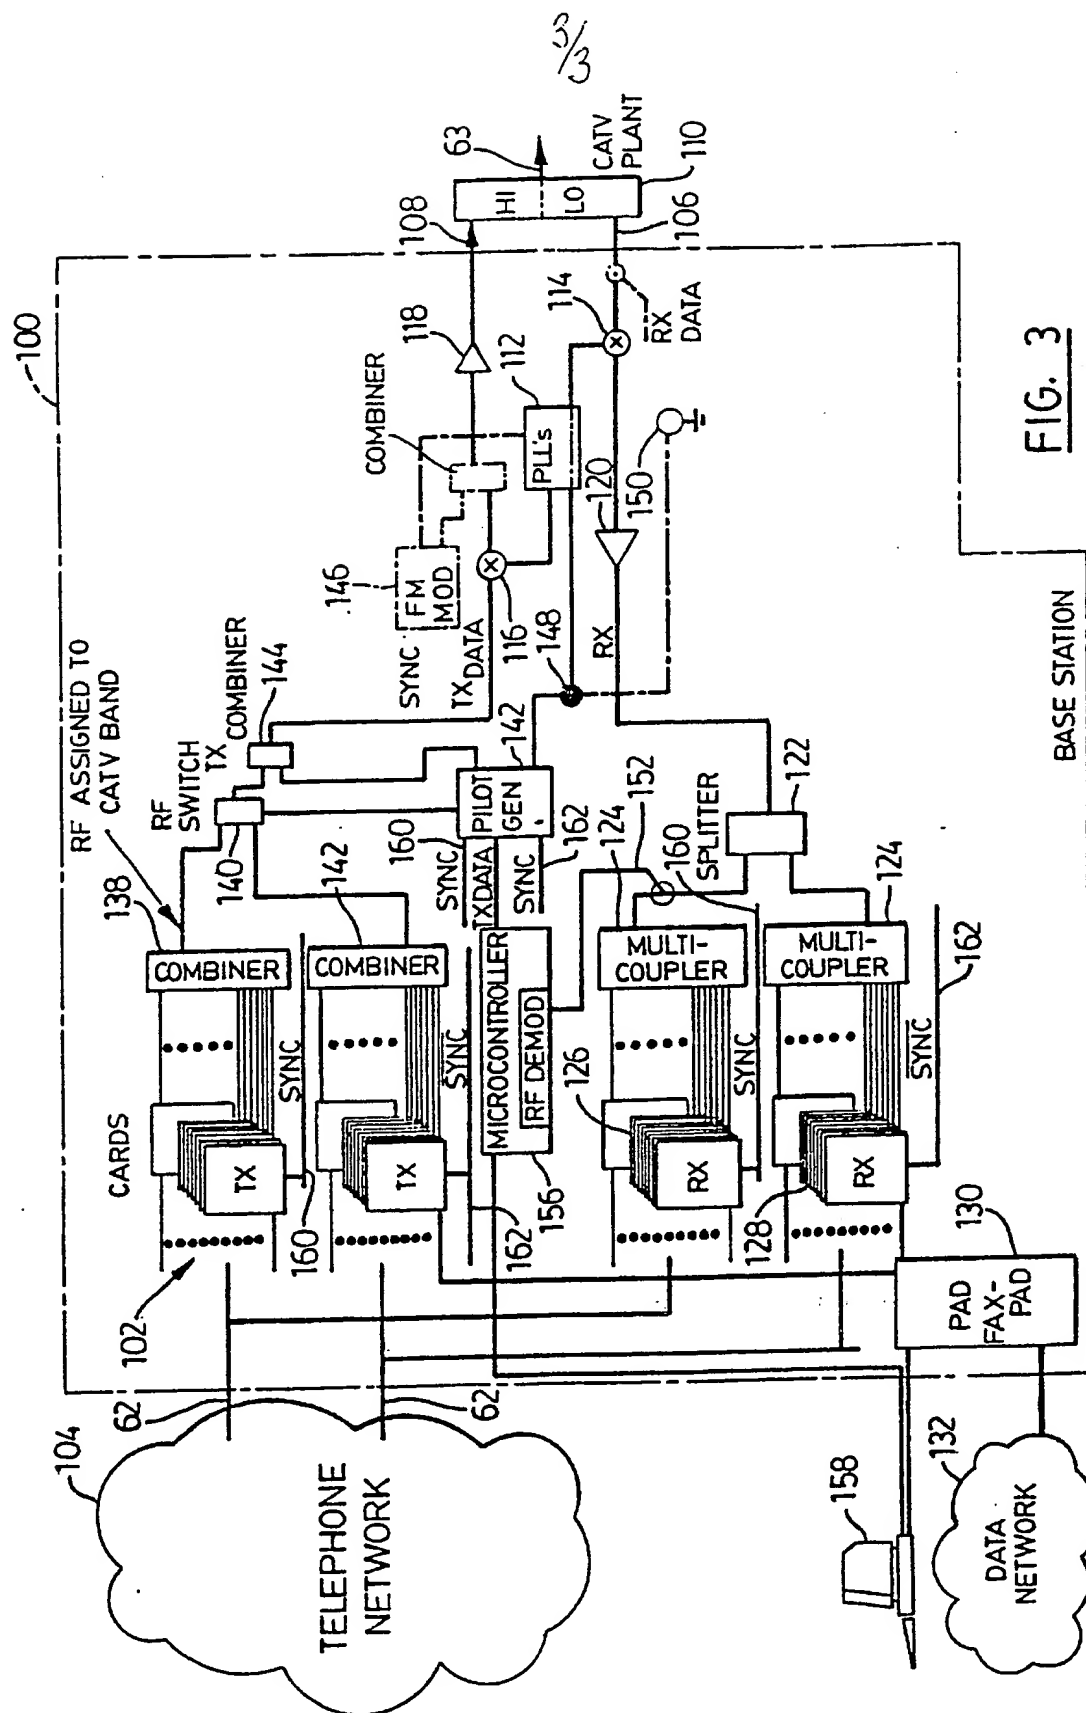 3/3
100
RF ASSIGNED TO
CATV BAND
RF
SWITCH
TX
COMBINER
144
138
140
COMBINER
CARDS
TX
SYNC
160
102
142
COMBINER
TX
SYNC
162
SYNC
FM
MOD
146
COMBINER
118
108
63
HI
LO
CATV
PLANT
110
106
TX DATA
116
PLL's
112
114
RX
DATA
PILOT
GEN
142
148
150
120
RX
160
SYNC
TXDATA
SYNC
162
MICROCONTROLLER
RF DEMOD
156
152
124
160
SPLITTER
122
MULTI-
COUPLER
126
RX
SYNC
124
MULTI-
COUPLER
128
RX
SYNC
162
130
PAD
FAX-
PAD
62
62
104
TELEPHONE
NETWORK
158
132
DATA
NETWORK
BASE STATION
FIG. 3